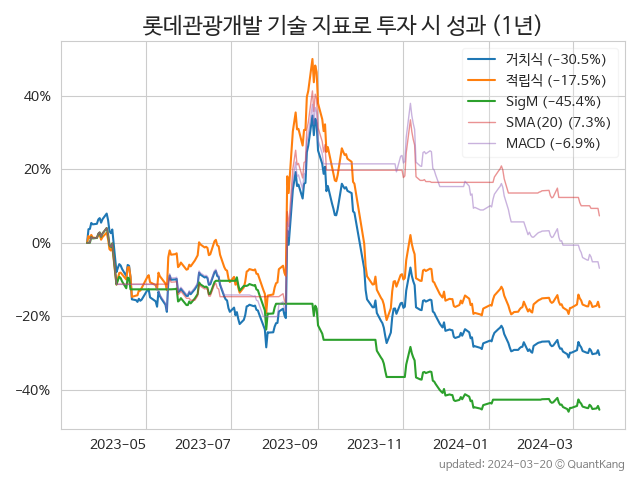 롯데관광개발 기술 지표로 투자 시 성과 (1년)
거치식 (−30.5%)
적립식 (−17.5%)
SigM (−45.4%)
SMA(20) (7.3%)
MACD (−6.9%)
40%
20%
0%
−20%
−40%
2023−05 2023−07 2023−09 2023−11 2024−01 2024−03
updated: 2024−03−20 © QuantKang